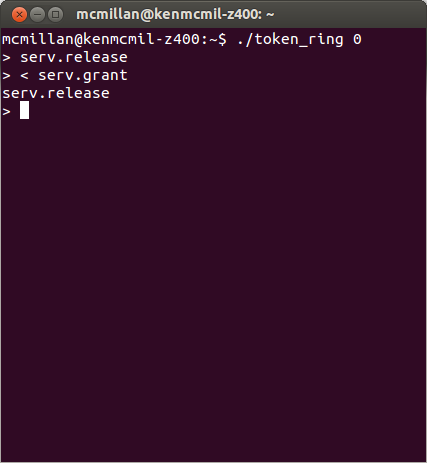 mcmillan@kenmcmil-z400: ~
mcmillan@kenmcmil-z400:~$ ./token_ring 0
> serv.release
> < serv.grant
serv.release
>